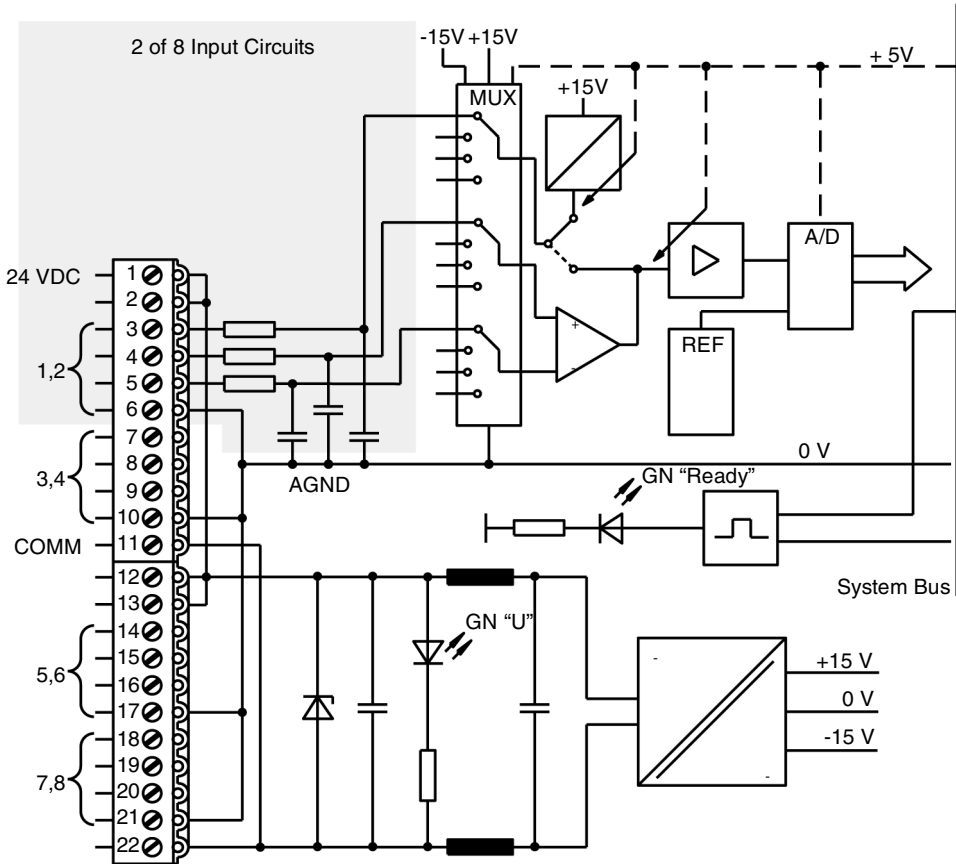 2 of 8 Input Circuits
-15V +15V
+ 5V
MUX
+15V
A/D
REF
24 VDC
1
2
3
4
5
6
1,2
7
8
9
10
3,4
COMM
11
0 V
AGND
GN “Ready”
System Bus
12
13
14
15
16
17
5,6
18
19
20
21
7,8
22
GN “U”
+
-
-
-
+15 V
0 V
-15 V